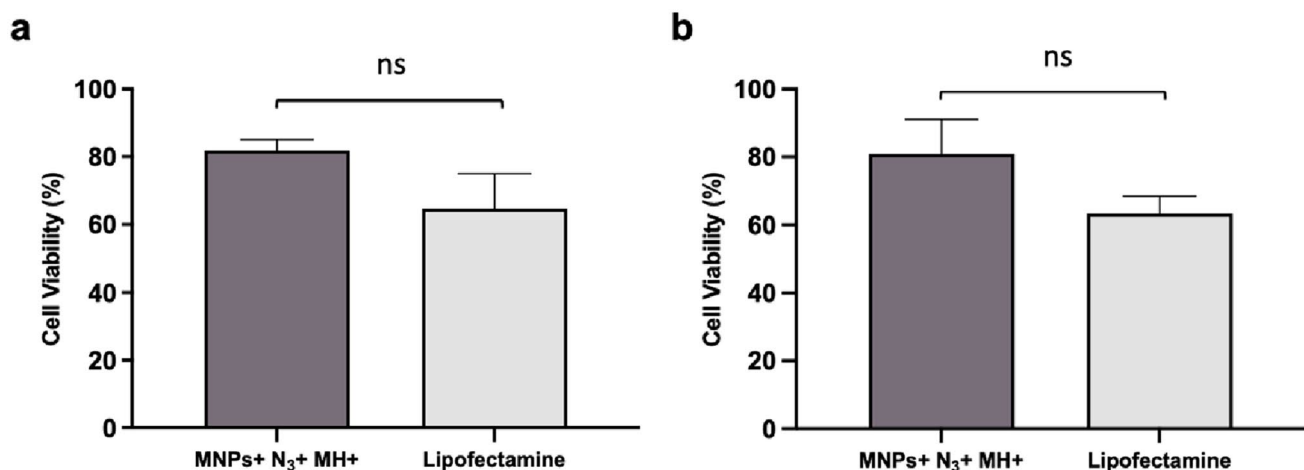 a
ns
100
80
60
40
20
0
Cell Viability (%)
MNPs+ N₃+ MH+
Lipofectamine
b
ns
100
80
60
40
20
0
Cell Viability (%)
MNPs+ N₃+ MH+
Lipofectamine